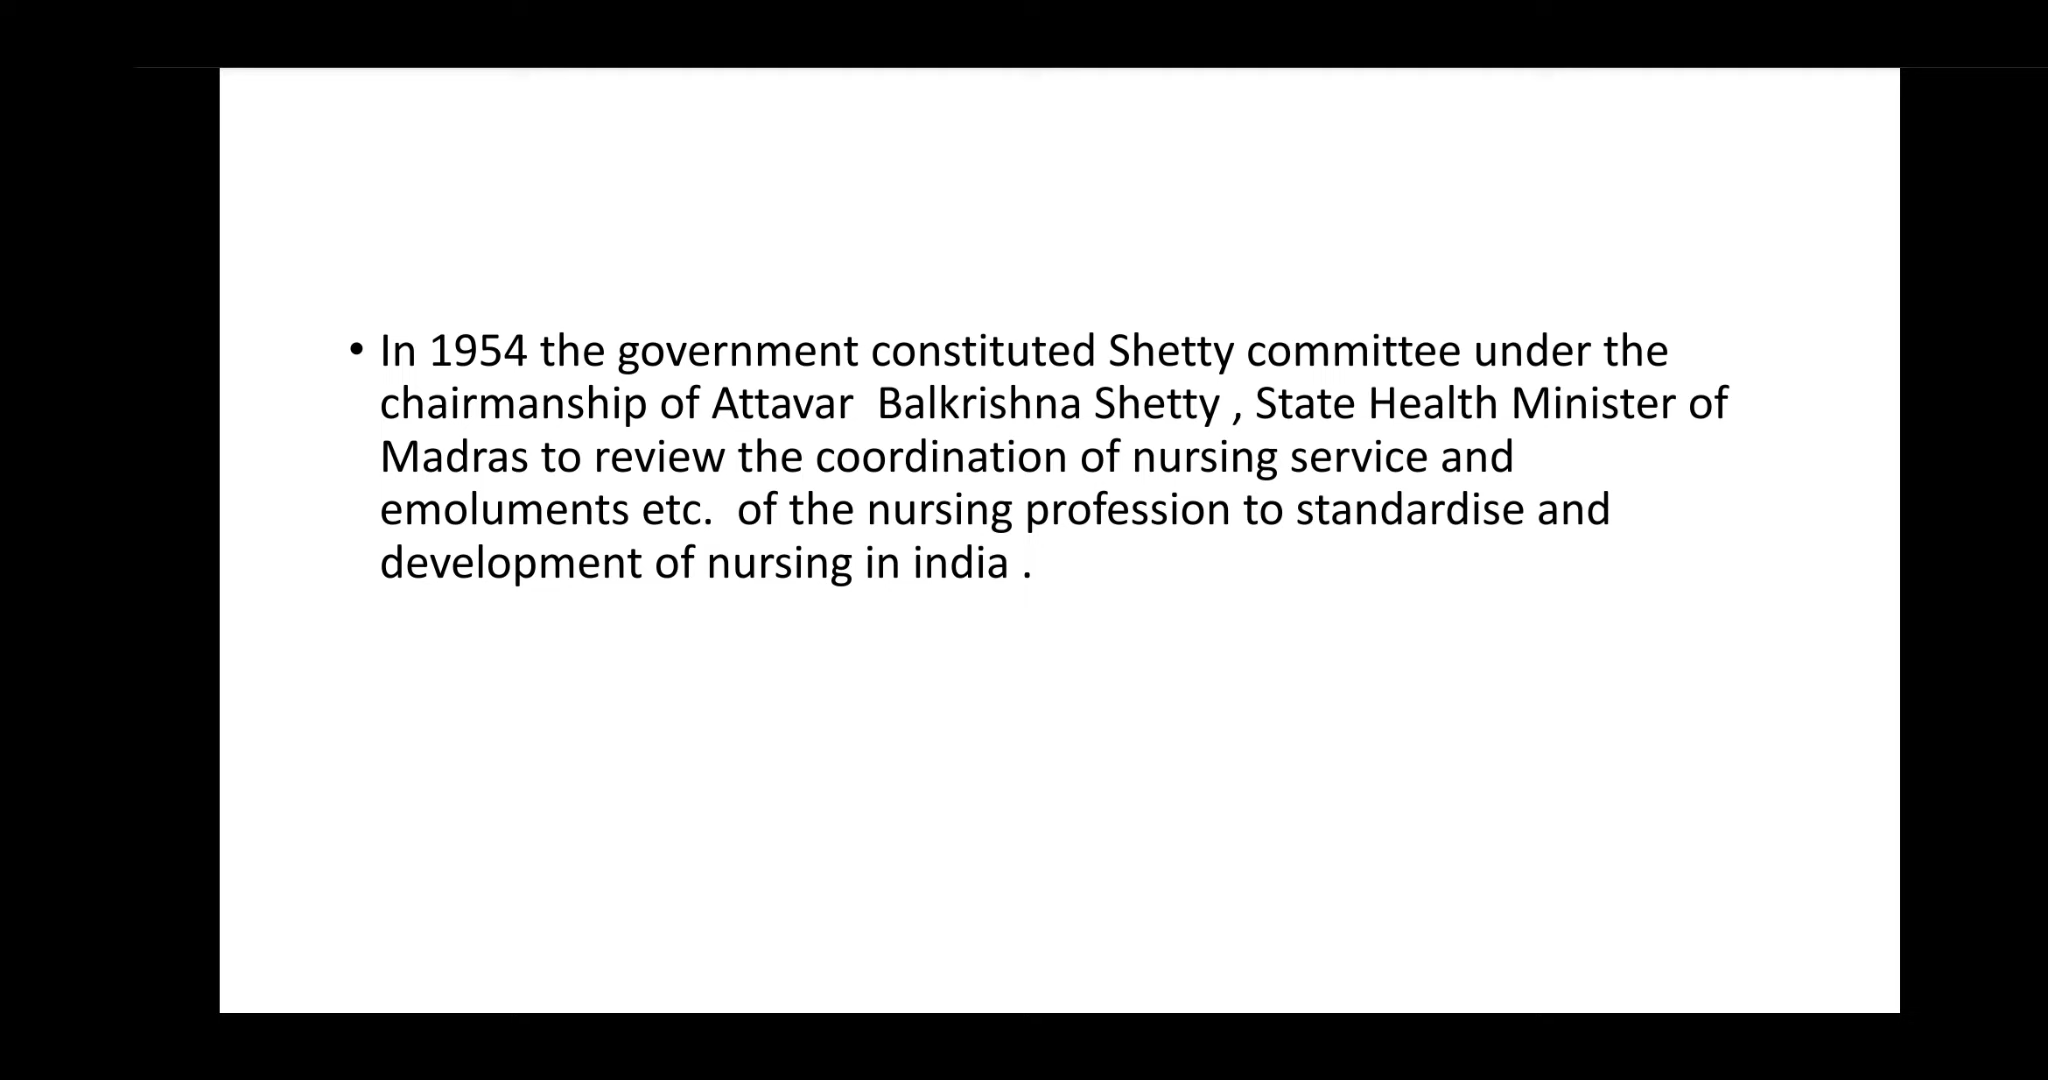 • In 1954 the government constituted Shetty committee under the
chairmanship of Attavar  Balkrishna Shetty , State Health Minister of
Madras to review the coordination of nursing service and
emoluments etc.  of the nursing profession to standardise and
development of nursing in india .